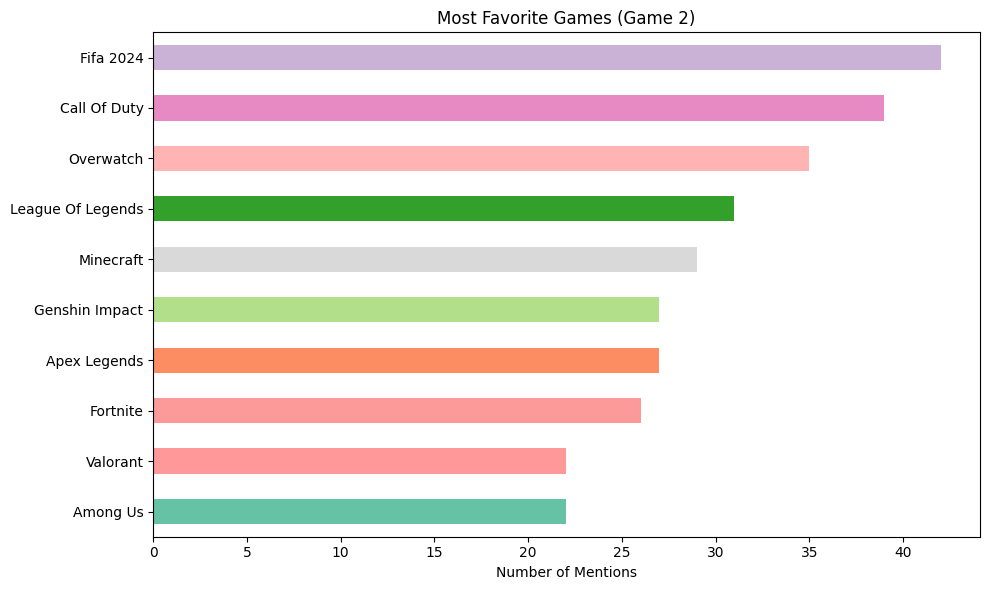 Most Favorite Games (Game 2)
Fifa 2024
Call Of Duty
Overwatch
League Of Legends
Minecraft
Genshin Impact
Apex Legends
Fortnite
Valorant
Among Us
0 5 10 15 20 25 30 35 40
Number of Mentions